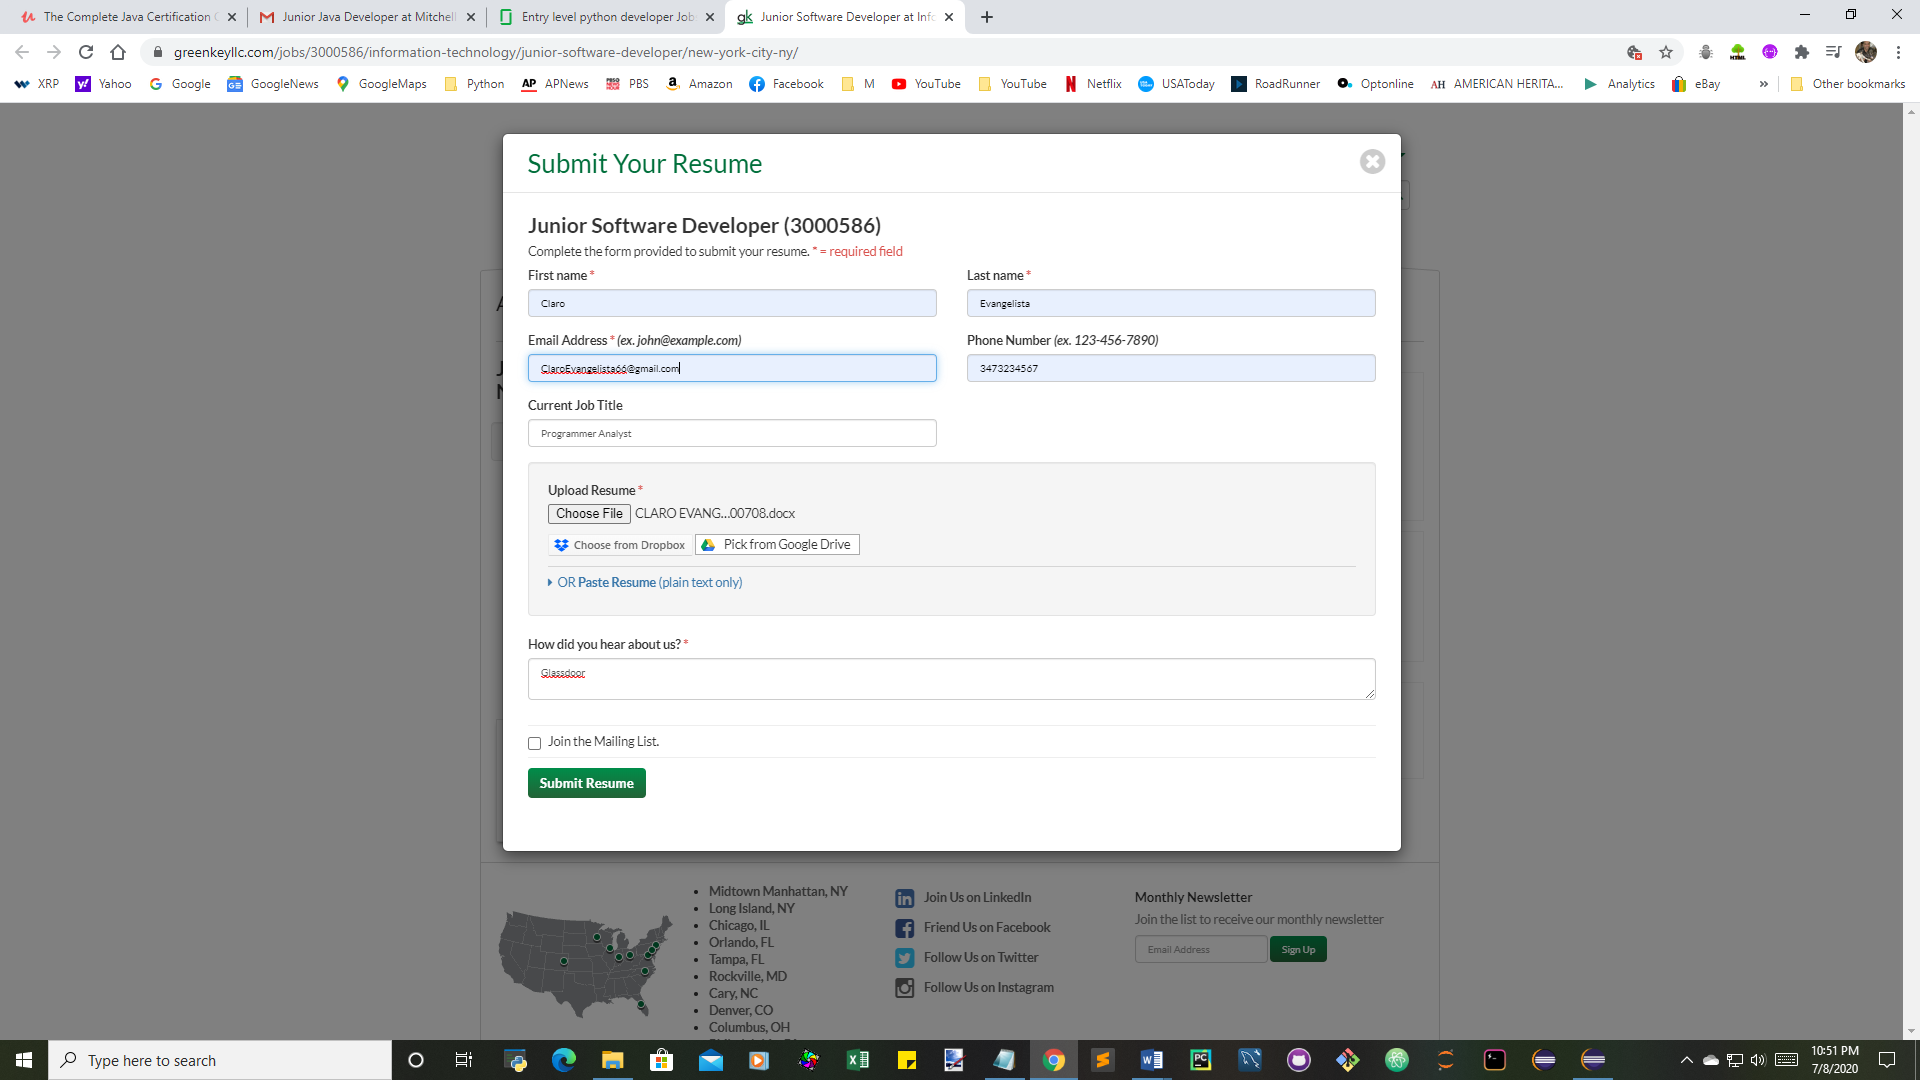 The Complete Java Certification C
Junior Java Developer at Mitchell
Entry level python developer Job
gk Junior Software Developer at Info
greenkeyllc.com/jobs/3000586/information-technology/junior-software-developer/new-york-city-ny/
XRP Yahoo Google GoogleNews GoogleMaps Python AP APNews PBS Amazon Facebook M YouTube YouTube Netflix USAToday RoadRunner Optonline AH AMERICAN HERITA... Analytics eBay » Other bookmarks
Submit Your Resume
Junior Software Developer (3000586)
Complete the form provided to submit your resume. * = required field
First name * Last name *
Claro Evangelista
Email Address * (ex. john@example.com) Phone Number (ex. 123-456-7890)
ClaroEvangelista66@gmail.com 3473234567
Current Job Title
Programmer Analyst
Upload Resume *
Choose File CLARO EVANG...00708.docx
Choose from Dropbox Pick from Google Drive
OR Paste Resume (plain text only)
How did you hear about us? *
Glassdoor
Join the Mailing List.
Submit Resume
Midtown Manhattan, NY
Long Island, NY
Chicago, IL
Orlando, FL
Tampa, FL
Rockville, MD
Cary, NC
Denver, CO
Columbus, OH
Join Us on LinkedIn
Friend Us on Facebook
Follow Us on Twitter
Follow Us on Instagram
Monthly Newsletter
Join the list to receive our monthly newsletter
Email Address Sign Up
Type here to search
10:51 PM
7/8/2020